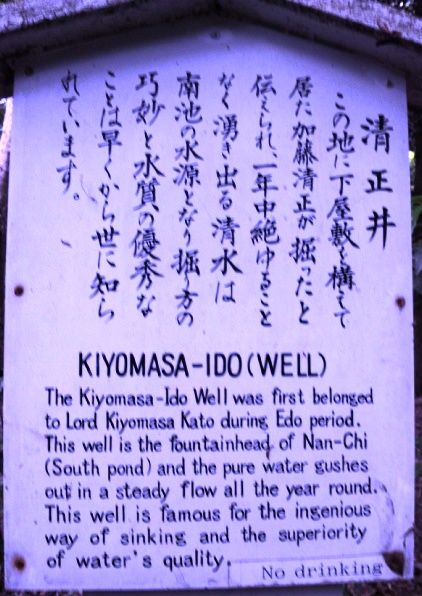 清正井
この地に下屋敷を構えて
居た加藤清正が掘ったと
伝えられ、一年中絶ゆること
なく湧き出る清水は
南池の水源となり掘り方の
巧妙と水質の優秀な
ことは早くから世に知ら
れています。
KIYOMASA-IDO(WELL)
The Kiyomasa-Ido Well was first belonged
to Lord Kiyomasa Kato during Edo period.
This well is the fountainhead of Nan-Chi
(South pond) and the pure water gushes
out in a steady flow all the year round.
This well is famous for the ingenious
way of sinking and the superiority
of water's quality.
No drinking